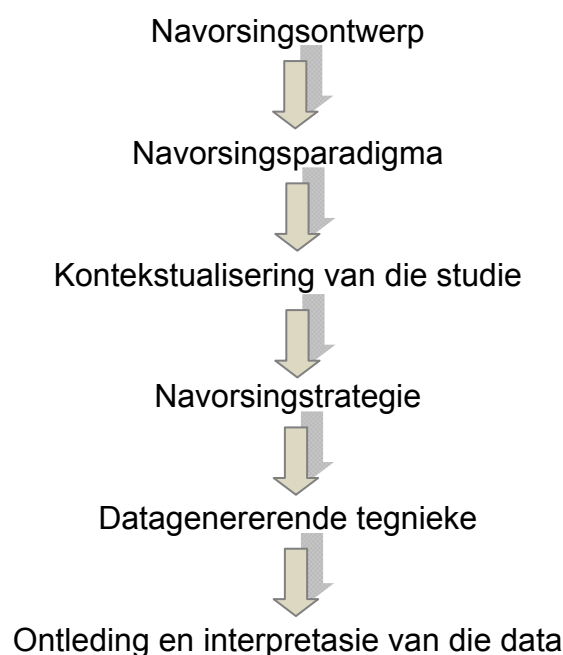 Navorsingsontwerp
Navorsingsparadigma
Kontekstualisering van die studie
Navorsingstrategie
Datagenererende tegnieke
Ontleding en interpretasie van die data